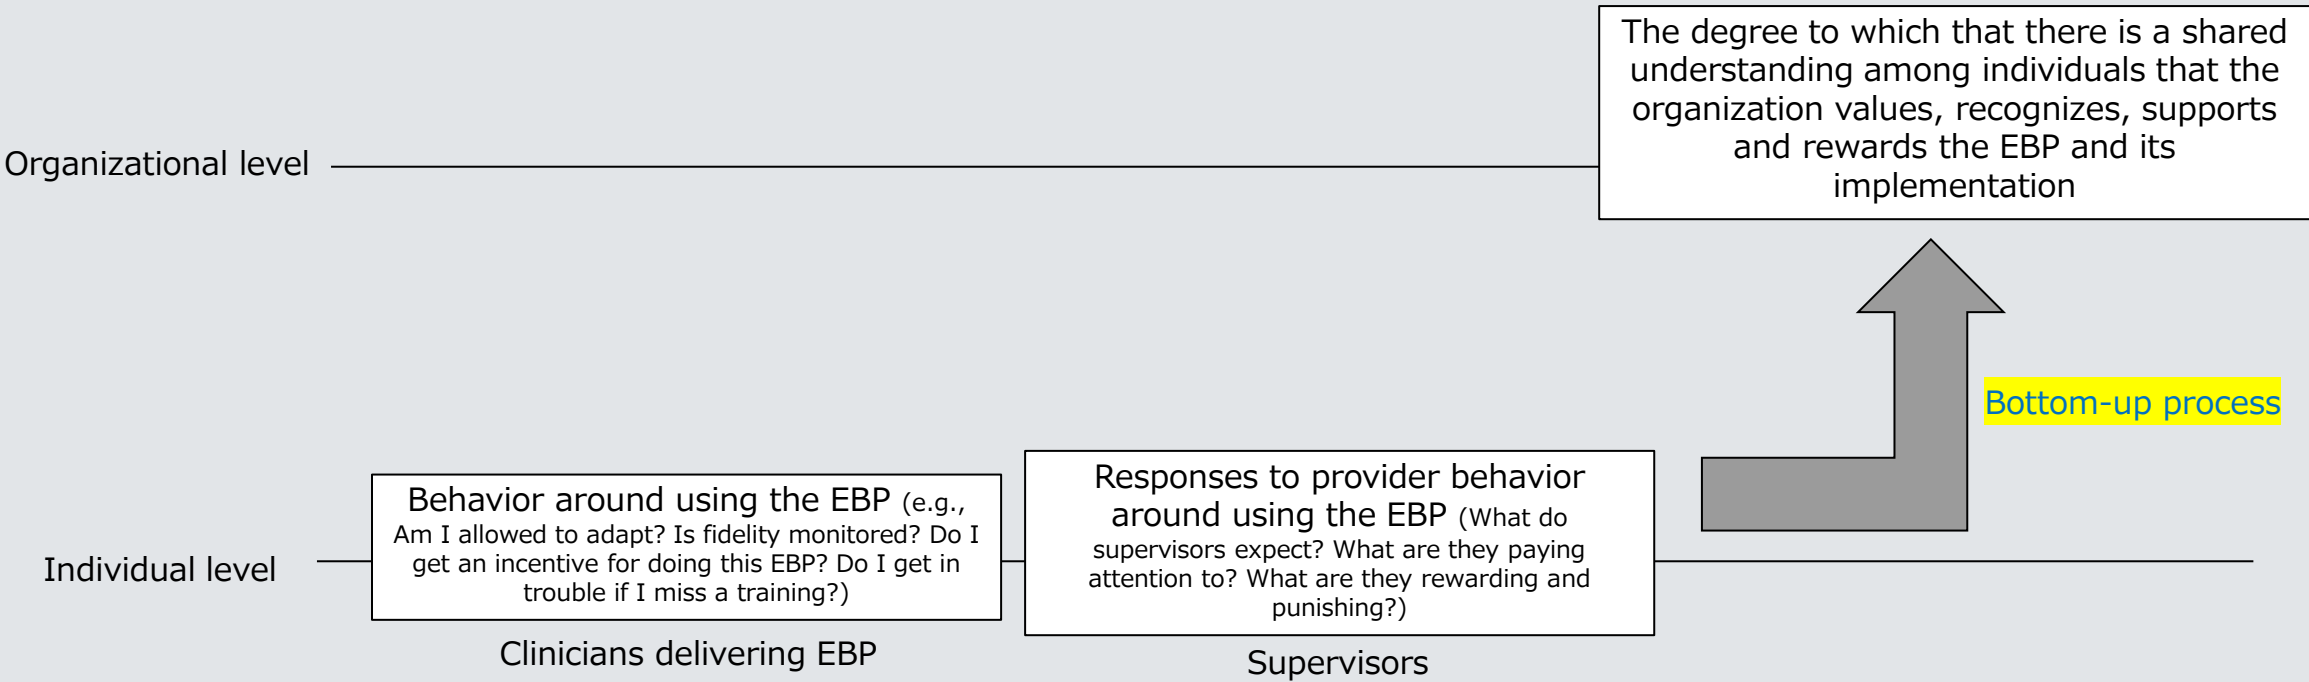 The degree to which that there is a shared
understanding among individuals that the
organization values, recognizes, supports
and rewards the EBP and its
implementation
Organizational level
Bottom-up process
Individual level
Behavior around using the EBP (e.g.,
Am I allowed to adapt? Is fidelity monitored? Do I
get an incentive for doing this EBP? Do I get in
trouble if I miss a training?)
Clinicians delivering EBP
Responses to provider behavior
around using the EBP (What do
supervisors expect? What are they paying
attention to? What are they rewarding and
punishing?)
Supervisors